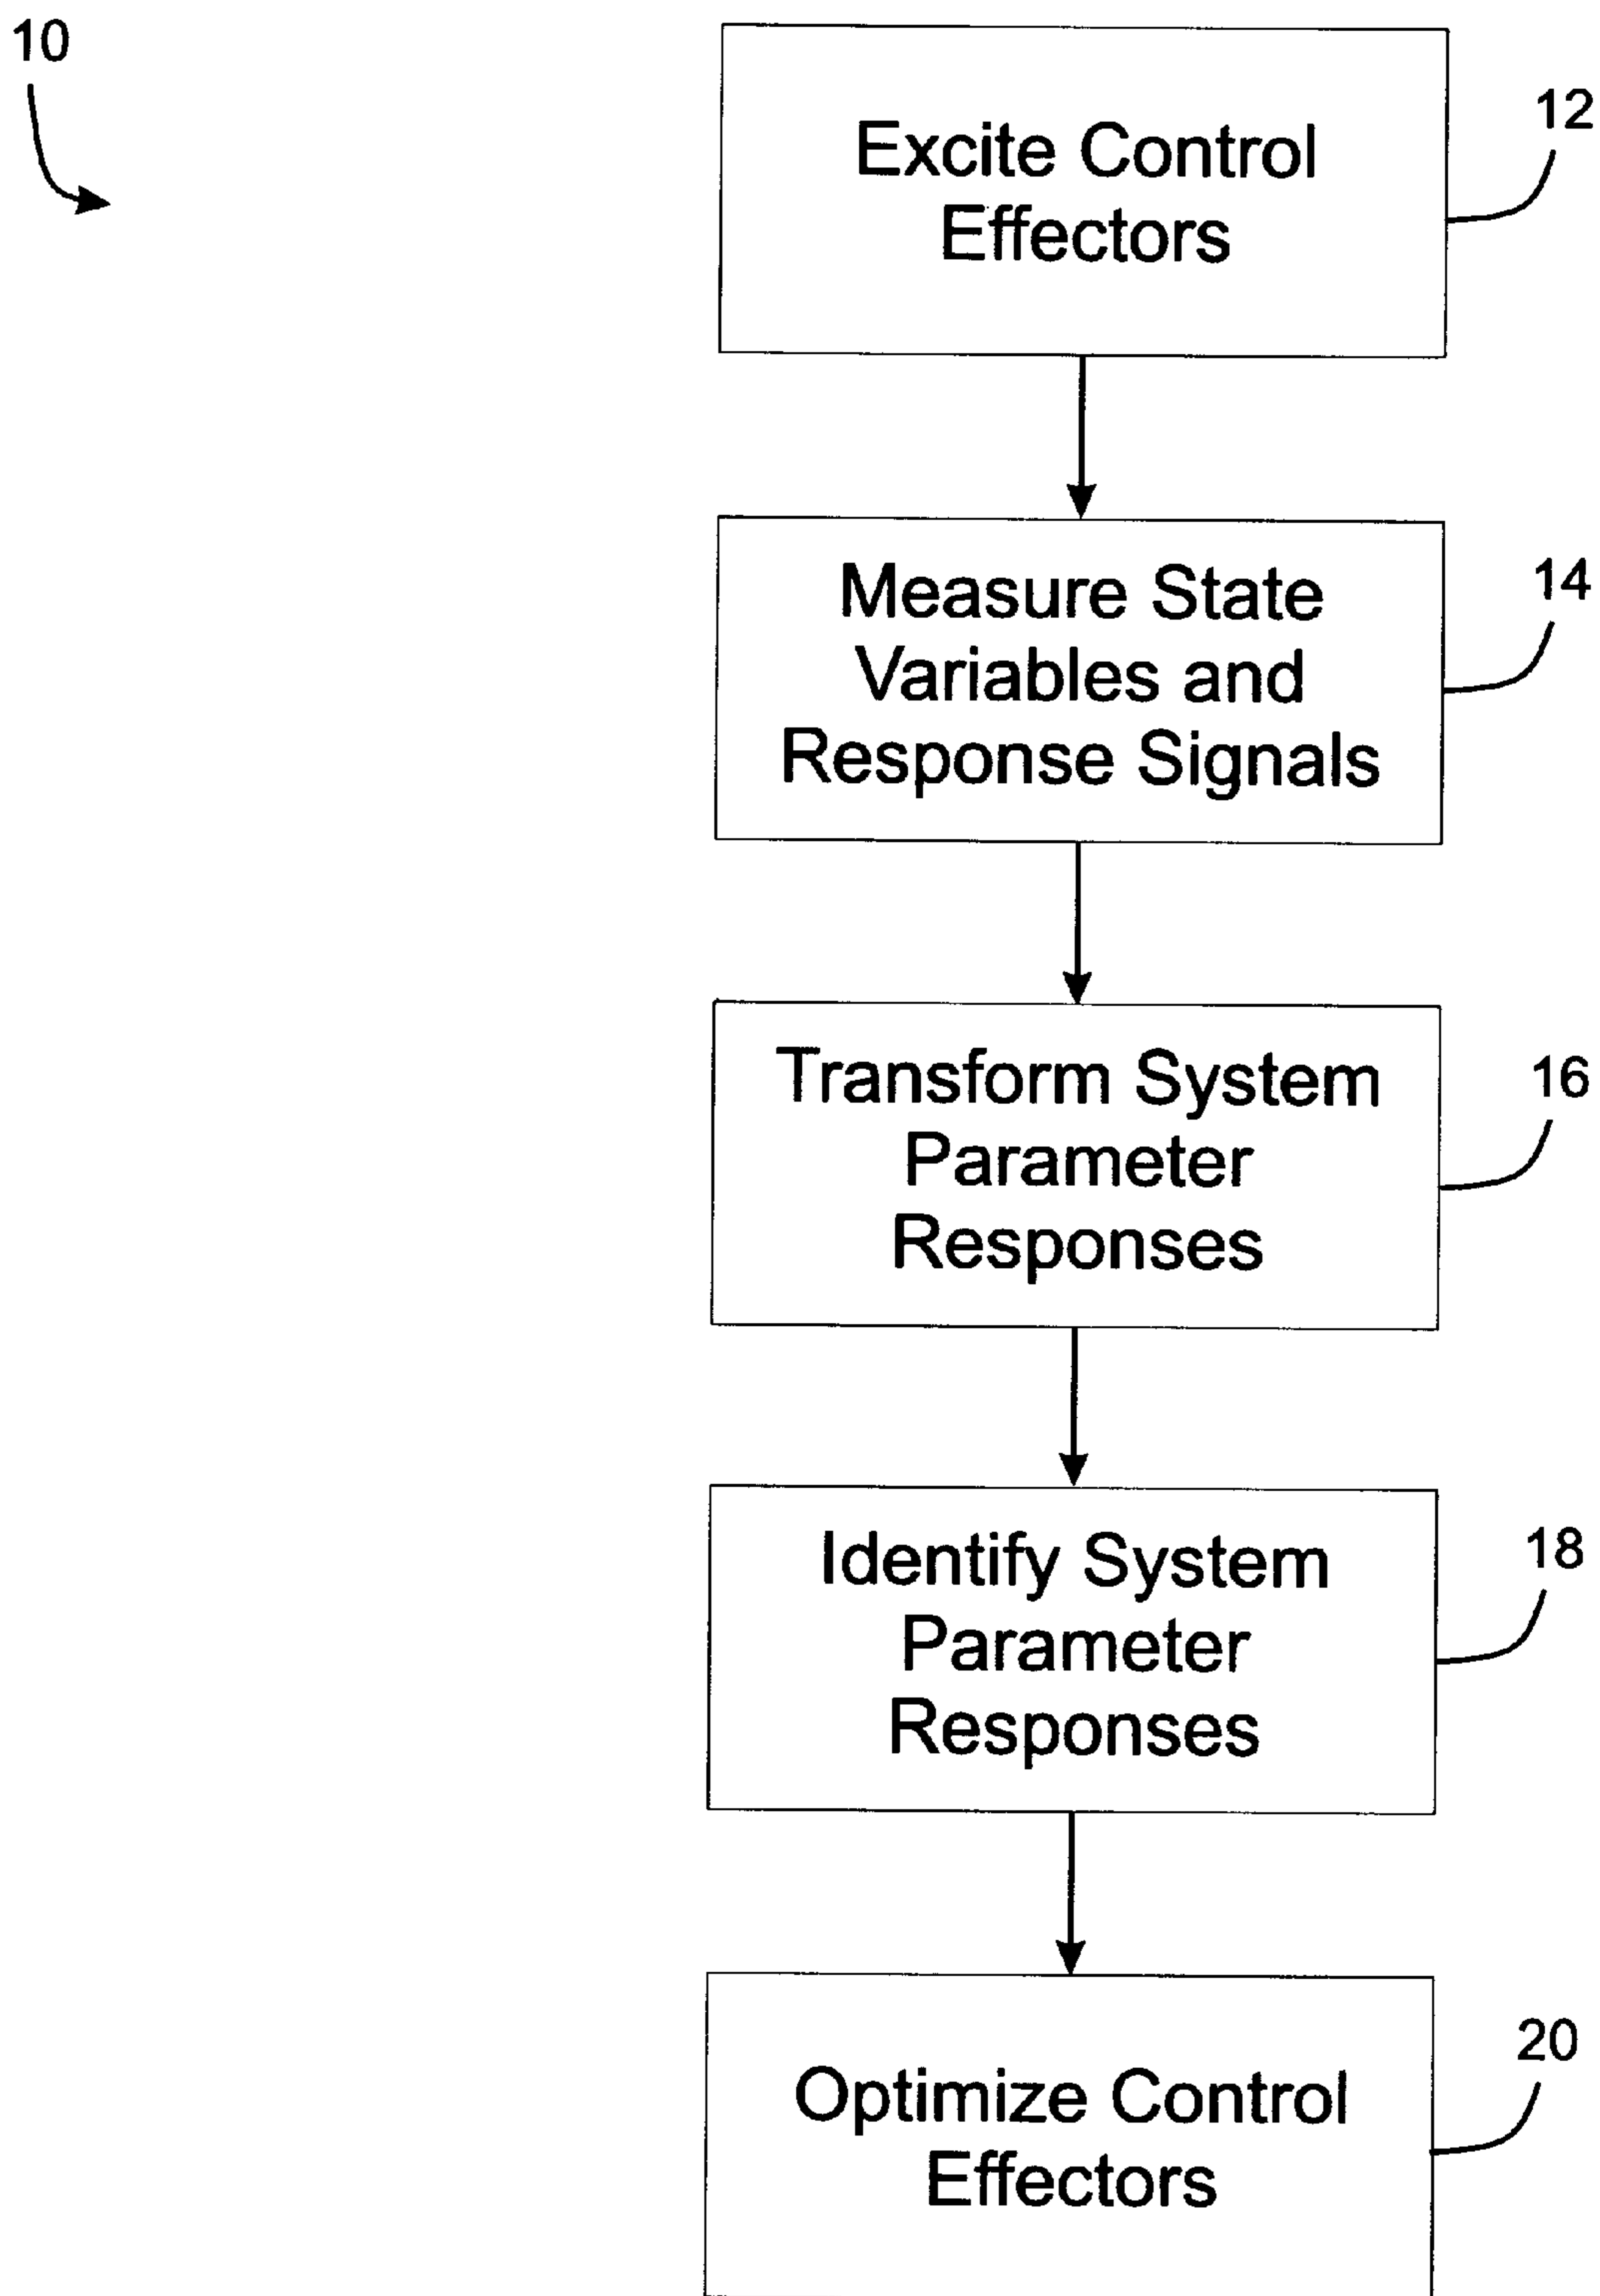 10
Excite Control
Effectors
12
Measure State
Variables and
Response Signals
14
Transform System
Parameter
Responses
16
Identify System
Parameter
Responses
18
Optimize Control
Effectors
20